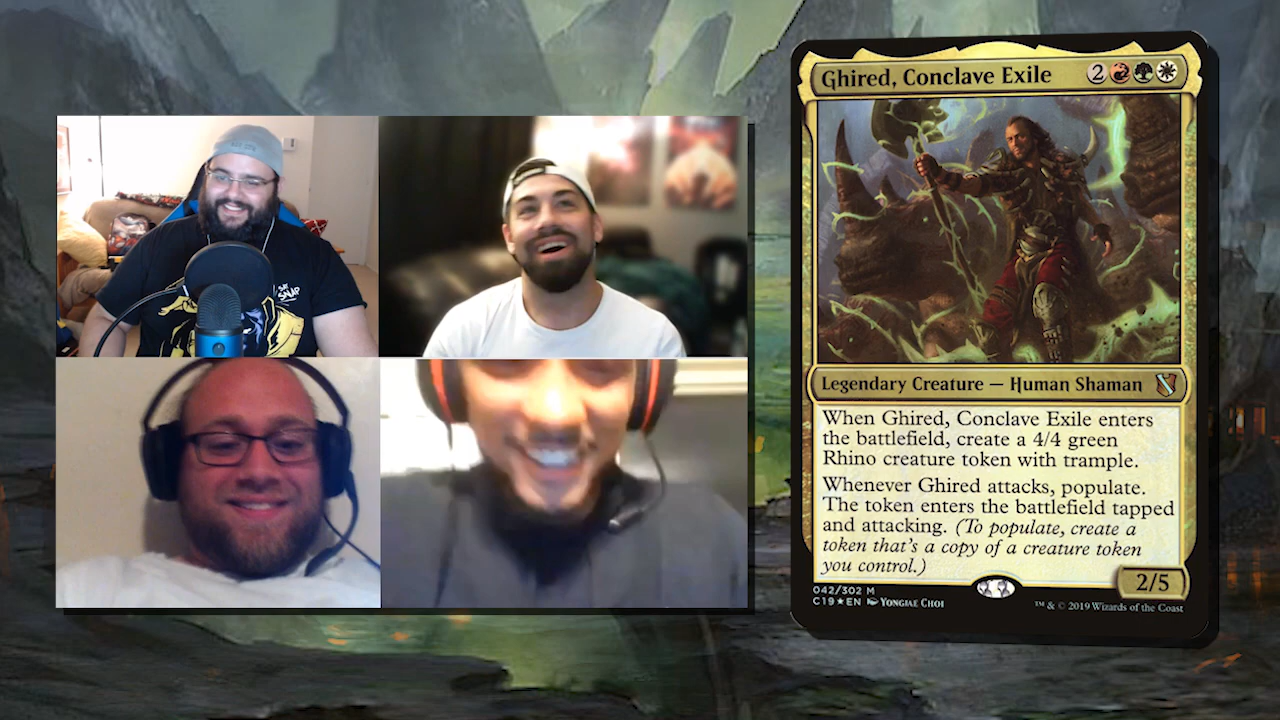 SNAP
Ghired, Conclave Exile 2
Legendary Creature — Human Shaman
When Ghired, Conclave Exile enters
the battlefield, create a 4/4 green
Rhino creature token with trample.
Whenever Ghired attacks, populate.
The token enters the battlefield tapped
and attacking. (To populate, create a
token that's a copy of a creature token
you control.)
2/5
042/302 M
C19★EN Yongjae Choi
™ & © 2019 Wizards of the Coast